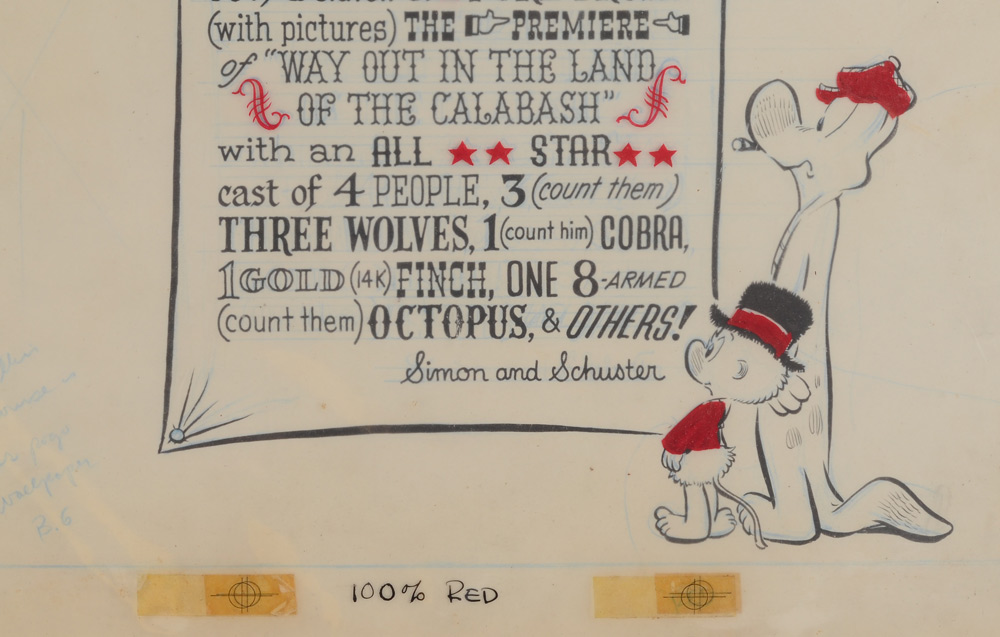 (with pictures) THE PREMIERE
of "WAY OUT IN THE LAND
OF THE CALABASH"
with an ALL STAR
cast of 4 PEOPLE, 3 (count them)
THREE WOLVES, 1 (count him) COBRA,
1 GOLD (14K) FINCH, ONE 8-ARMED
(count them) OCTOPUS, & OTHERS!
Simon and Schuster
wallpaper
P. 6
100% RED